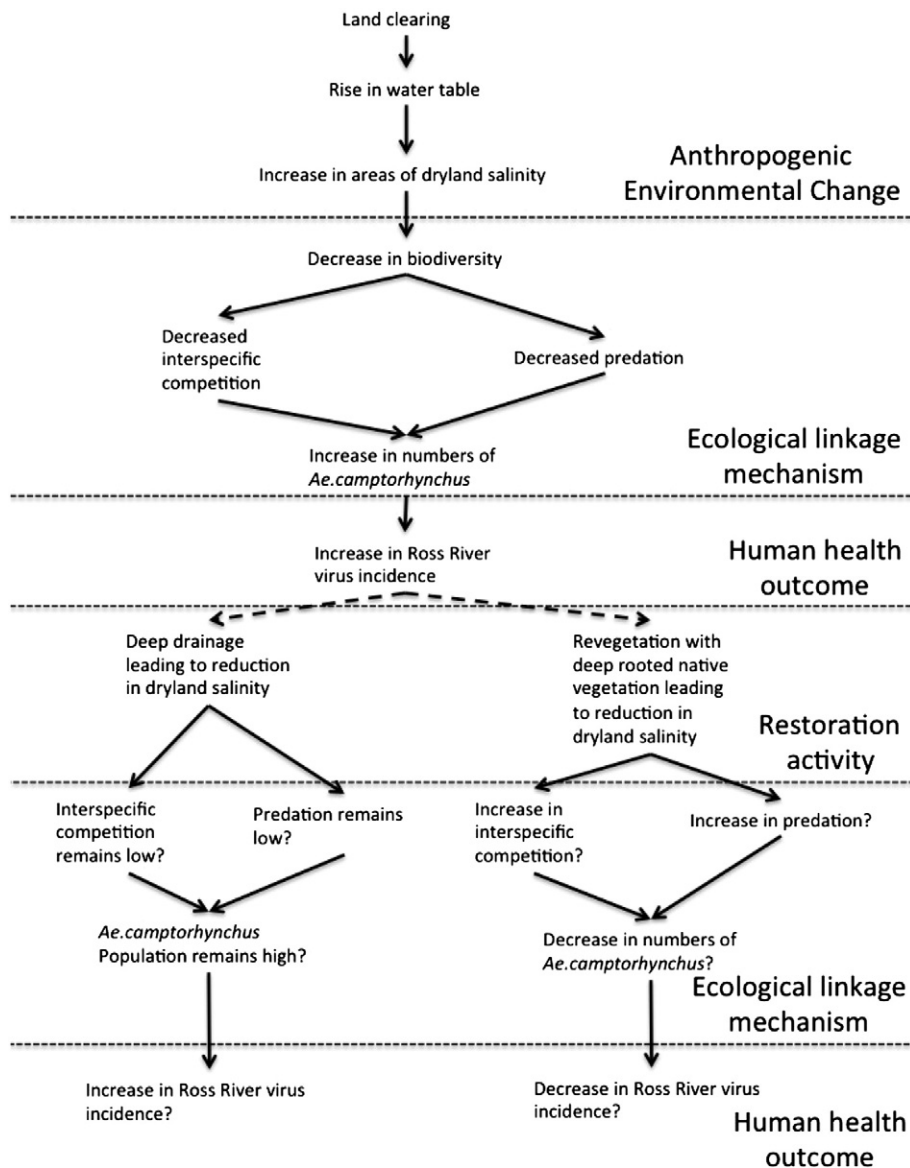 Land clearing
Rise in water table
Increase in areas of dryland salinity
Anthropogenic
Environmental Change
Decrease in biodiversity
Decreased
interspecific
competition
Decreased predation
Increase in numbers of
Ae.camptorhynchus
Ecological linkage
mechanism
Increase in Ross River
virus incidence
Human health
outcome
Deep drainage
leading to reduction
in dryland salinity
Revegetation with
deep rooted native
vegetation leading
to reduction in
dryland salinity
Restoration
activity
Interspecific
competition
remains low?
Predation remains
low?
Increase in
interspecific
competition?
Increase in predation?
Ae.camptorhynchus
Population remains high?
Decrease in numbers of
Ae.camptorhynchus?
Ecological linkage
mechanism
Increase in Ross River virus
incidence?
Decrease in Ross River virus
incidence?
Human health
outcome